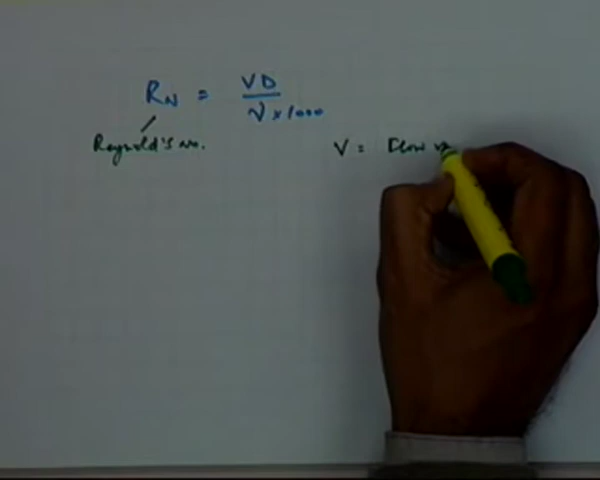 RN = VD / ν x 1000
Reynold's no.
V = Flow v